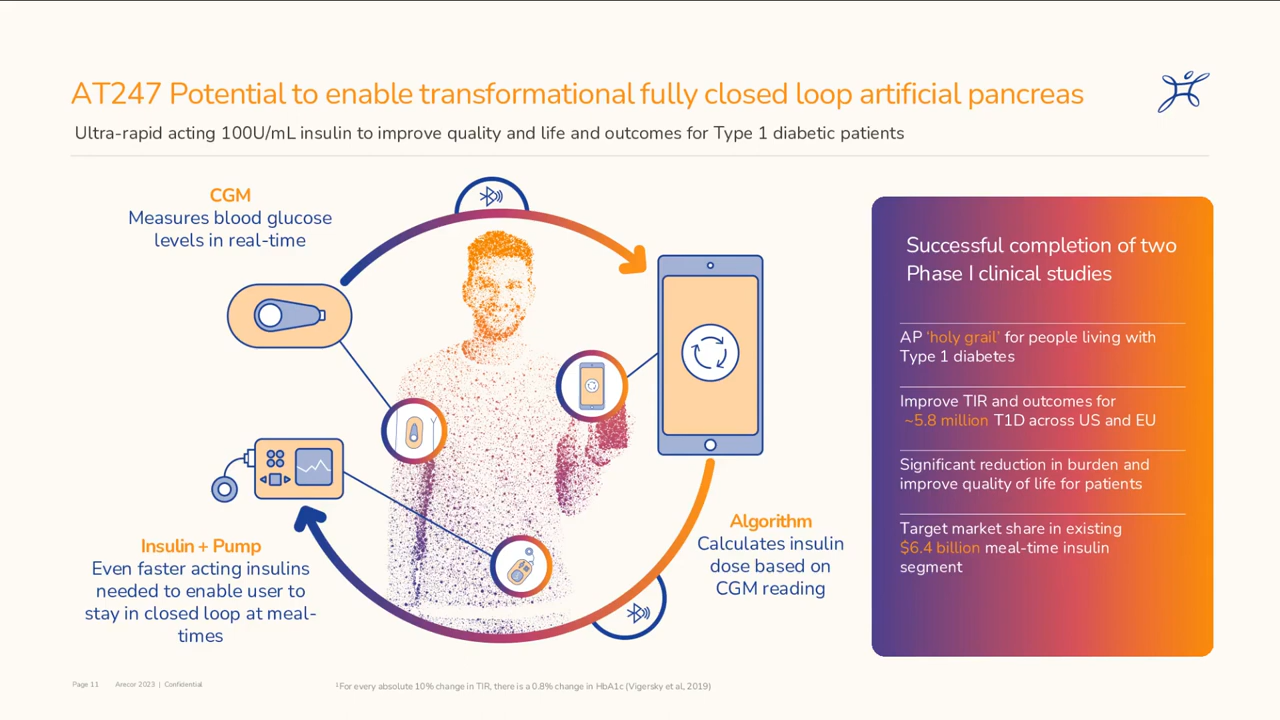 AT247 Potential to enable transformational fully closed loop artificial pancreas
Ultra-rapid acting 100U/mL insulin to improve quality and life and outcomes for Type 1 diabetic patients
CGM
Measures blood glucose
levels in real-time
Insulin + Pump
Even faster acting insulins
needed to enable user to
stay in closed loop at meal-
times
Algorithm
Calculates insulin
dose based on
CGM reading
Successful completion of two
Phase I clinical studies
AP ‘holy grail’ for people living with
Type 1 diabetes
Improve TIR and outcomes for
~5.8 million T1D across US and EU
Significant reduction in burden and
improve quality of life for patients
Target market share in existing
$6.4 billion meal-time insulin
segment
Page 11 Arecor 2023 | Confidential
¹For every absolute 10% change in TIR, there is a 0.8% change in HbA1c (Vigersky et al, 2019)